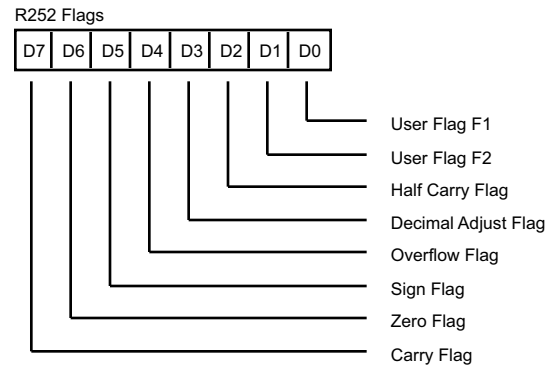 R252 Flags
D7 D6 D5 D4 D3 D2 D1 D0
User Flag F1
User Flag F2
Half Carry Flag
Decimal Adjust Flag
Overflow Flag
Sign Flag
Zero Flag
Carry Flag